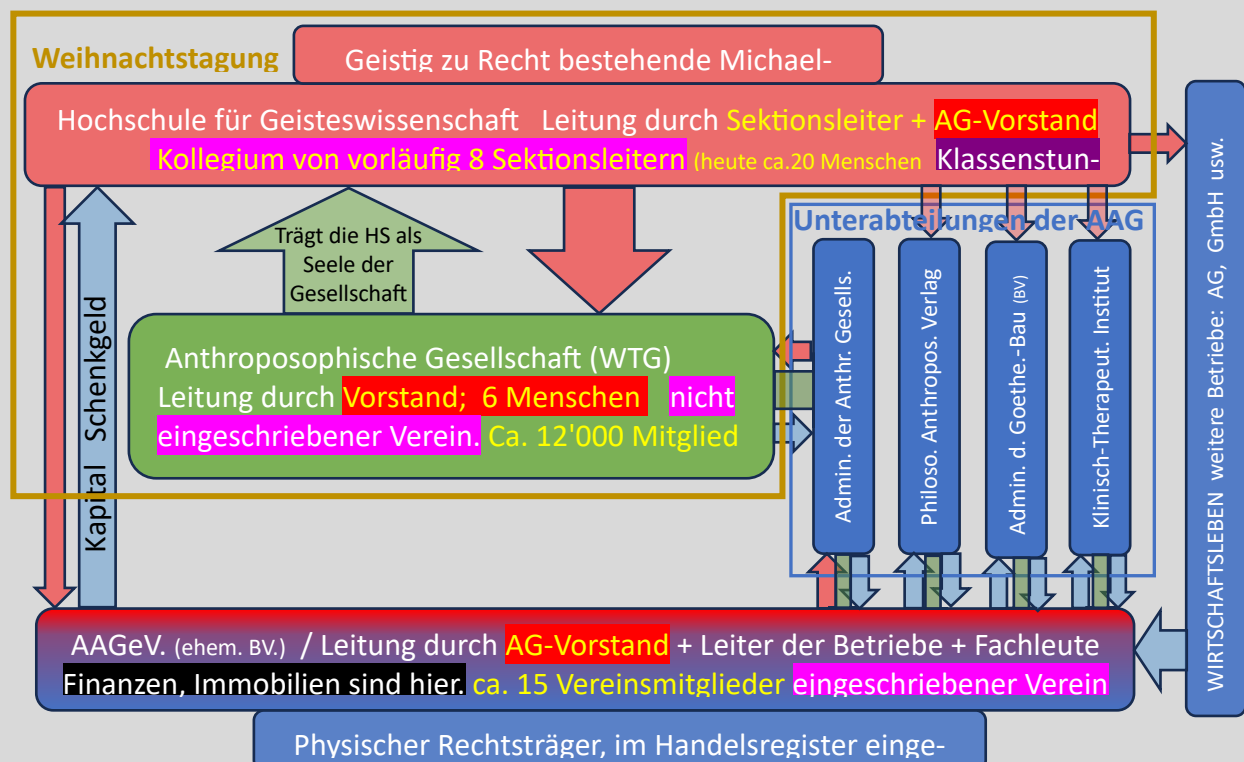 Weihnachtstagung
Geistig zu Recht bestehende Michael-
Hochschule für Geisteswissenschaft Leitung durch Sektionsleiter + AG-Vorstand
Kollegium von vorläufig 8 Sektionsleitern (heute ca.20 Menschen Klassenstun-
Trägt die HS als
Seele der
Gesellschaft
Kapital Schenkgeld
Anthroposophische Gesellschaft (WTG)
Leitung durch Vorstand; 6 Menschen nicht
eingeschriebener Verein. Ca. 12'000 Mitglied
Unterabteilungen der AAG
Admin. der Anthr. Gesells.
Philoso. Anthropos. Verlag
Admin. d. Goethe.-Bau (BV)
Klinisch-Therapeut. Institut
WIRTSCHAFTSLEBEN weitere Betriebe: AG, GmbH usw.
AAGeV. (ehem. BV.) / Leitung durch AG-Vorstand + Leiter der Betriebe + Fachleute
Finanzen, Immobilien sind hier. ca. 15 Vereinsmitglieder ejngeschriebener Verein
Physischer Rechtsträger, im Handelsregister einge-